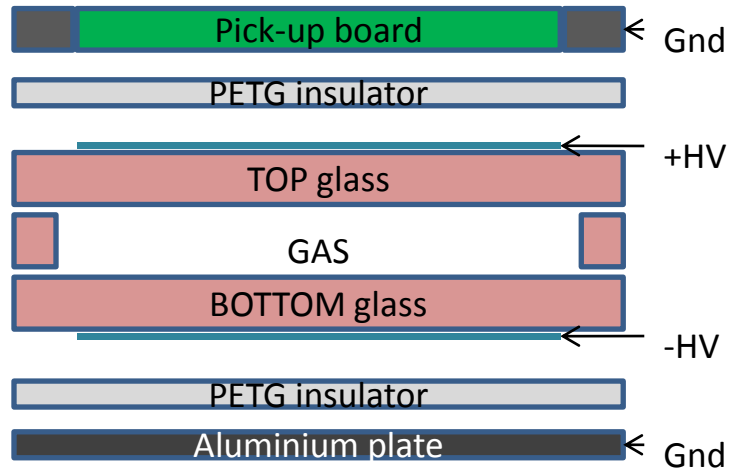 Pick-up board
Gnd
PETG insulator
+HV
TOP glass
GAS
BOTTOM glass
-HV
PETG insulator
Aluminium plate
Gnd